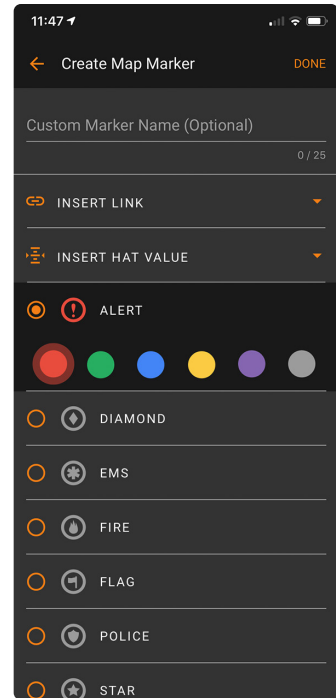 11:47
Create Map Marker
DONE
Custom Marker Name (Optional)
0 / 25
INSERT LINK
INSERT HAT VALUE
ALERT
DIAMOND
EMS
FIRE
FLAG
POLICE
STAR